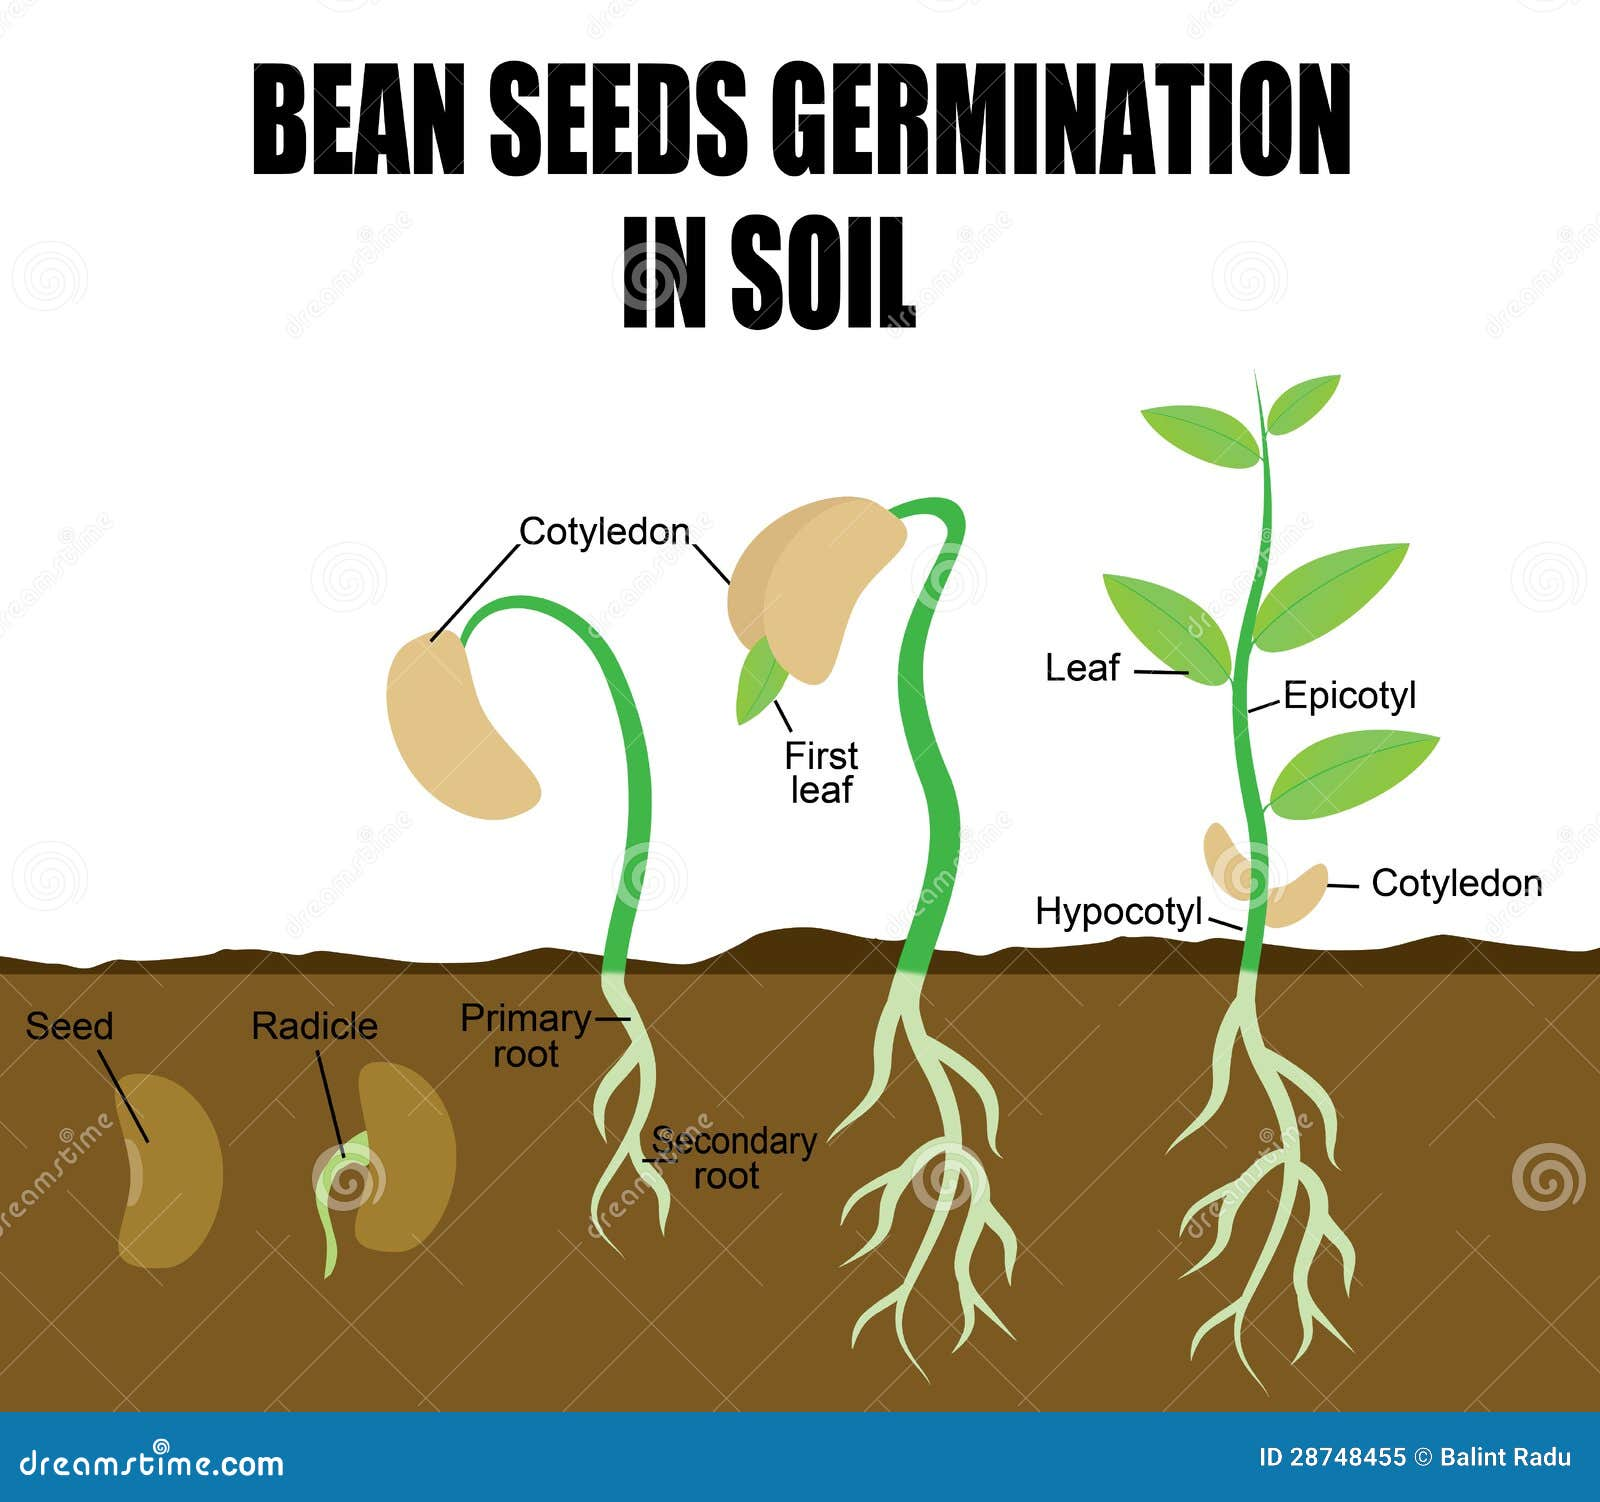 BEAN SEEDS GERMINATION
IN SOIL
Cotyledon
First
leaf
Leaf
Epicotyl
Cotyledon
Hypocotyl
Seed
Radicle
Primary
root
Secondary
root
dreamstime.com
ID 28748455 © Balint Radu